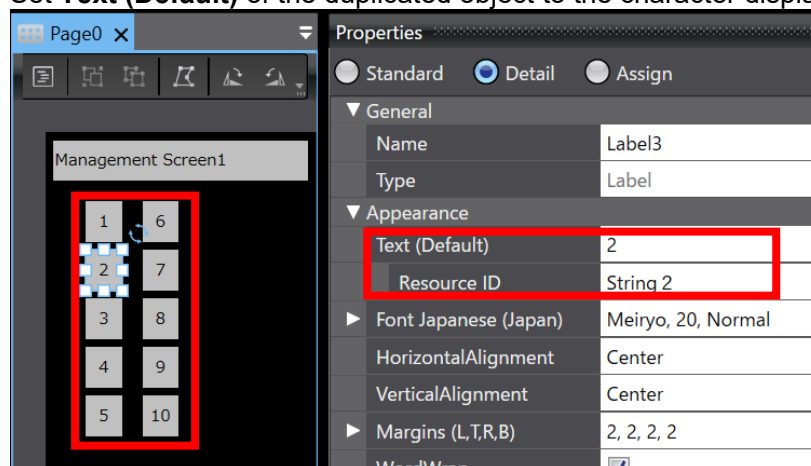 Set Text (Default) of the duplicated object to the character displa
Page0
Properties
Standard Detail Assign
General
Name Label3
Type Label
Appearance
Text (Default) 2
Resource ID String 2
Font Japanese (Japan) Meiryo, 20, Normal
HorizontalAlignment Center
VerticalAlignment Center
Margins (L,T,R,B) 2, 2, 2, 2
WordWrap
Management Screen1
1 6
2 7
3 8
4 9
5 10